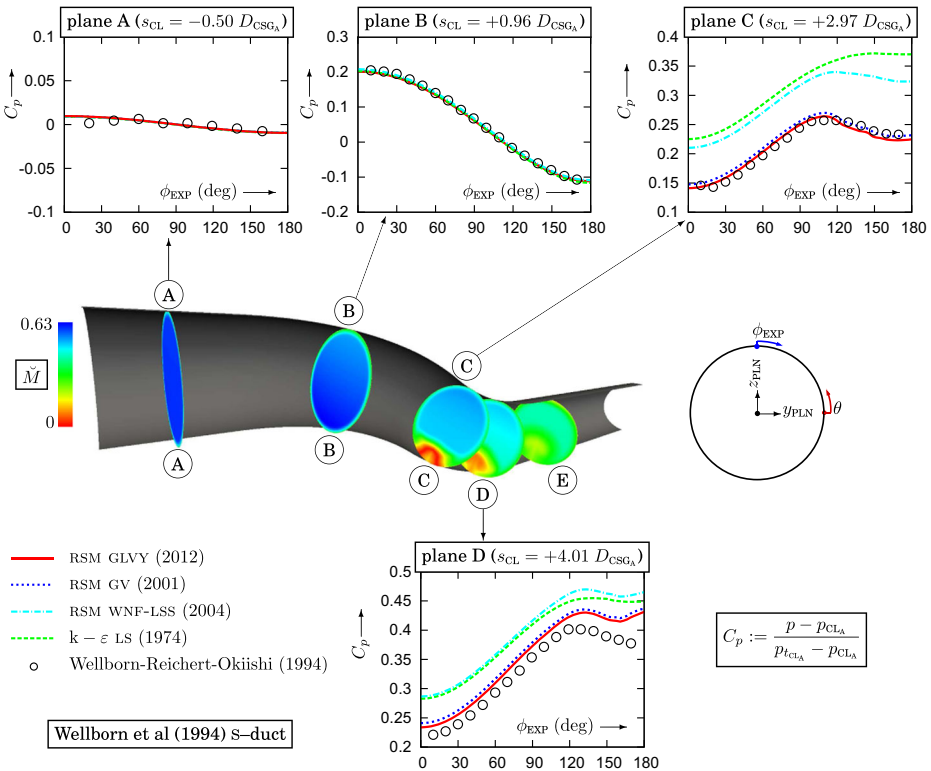 plane A (s_CL = −0.50 D_CSG_A)
plane B (s_CL = +0.96 D_CSG_A)
plane C (s_CL = +2.97 D_CSG_A)
0.1
0.05
0
-0.05
-0.1
C_p
ϕ_EXP (deg)
0 30 60 90 120 150 180
0.3
0.2
0.1
0
-0.1
-0.2
C_p
ϕ_EXP (deg)
0 30 60 90 120 150 180
0.4
0.35
0.3
0.25
0.2
0.15
0.1
C_p
ϕ_EXP (deg)
0 30 60 90 120 150 180
A
B
C
0.63
M̆
0
A
B
C
D
E
ϕ_EXP
z_PLN
y_PLN
θ
RSM GLVY (2012)
RSM GV (2001)
RSM WNF-LSS (2004)
k − ε LS (1974)
Wellborn-Reichert-Okiishi (1994)
Wellborn et al (1994) S–duct
plane D (s_CL = +4.01 D_CSG_A)
0.5
0.45
0.4
0.35
0.3
0.25
0.2
C_p
ϕ_EXP (deg)
0 30 60 90 120 150 180
C_p := (p − p_CL_A) / (p_t_CL_A − p_CL_A)